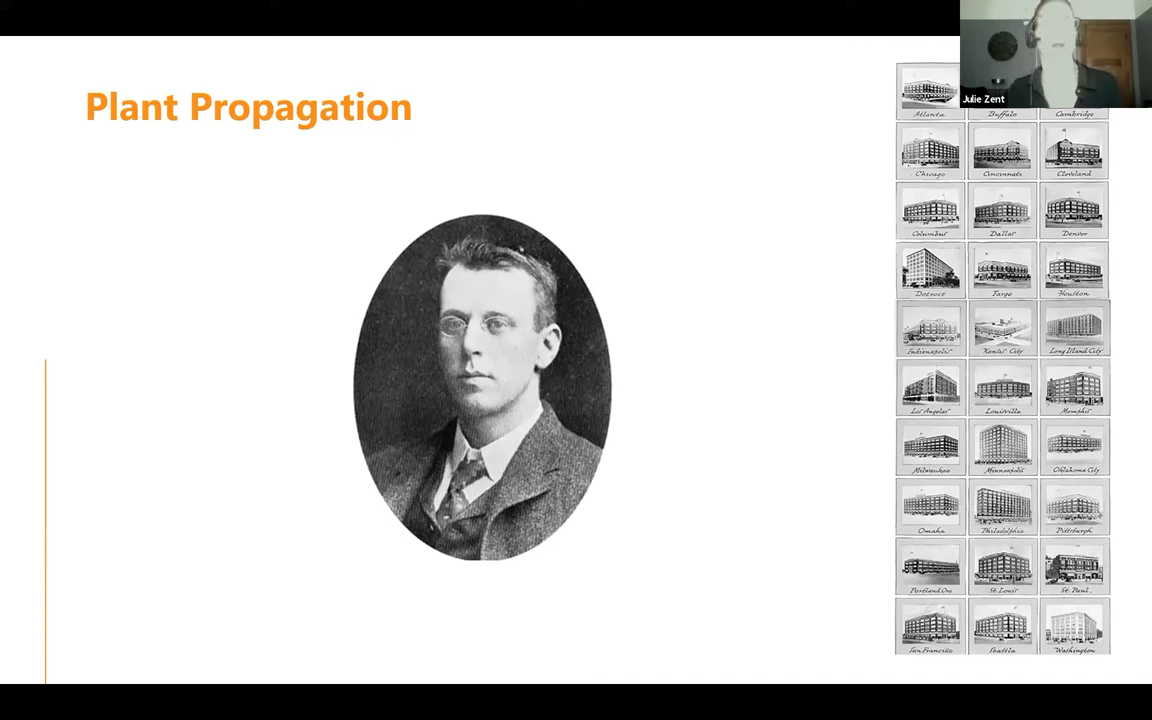 Plant Propagation
Julie Zent
Atlanta Buffalo Cambridge
Chicago Cincinnati Cleveland
Columbus Dallas Denver
Detroit Fargo Houston
Indianapolis Kansas City Long Island City
Los Angeles Louisville Memphis
Milwaukee Minneapolis Oklahoma City
Omaha Philadelphia Pittsburgh
Portland Ore St. Louis St. Paul.
San Francisco Seattle Washington